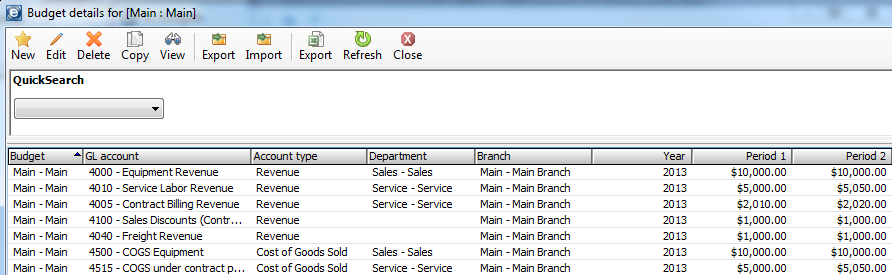 Budget details for [Main : Main]
New Edit Delete Copy View Export Import Export Refresh Close
QuickSearch
Budget GL account Account type Department Branch Year Period 1 Period 2
Main - Main 4000 - Equipment Revenue Revenue Sales - Sales Main - Main Branch 2013 $10,000.00 $10,000.00
Main - Main 4010 - Service Labor Revenue Revenue Service - Service Main - Main Branch 2013 $5,000.00 $5,050.00
Main - Main 4005 - Contract Billing Revenue Revenue Service - Service Main - Main Branch 2013 $2,010.00 $2,020.00
Main - Main 4100 - Sales Discounts (Contr... Revenue Main - Main Branch 2013 $1,000.00 $1,000.00
Main - Main 4040 - Freight Revenue Revenue Main - Main Branch 2013 $1,000.00 $1,000.00
Main - Main 4500 - COGS Equipment Cost of Goods Sold Sales - Sales Main - Main Branch 2013 $10,000.00 $10,000.00
Main - Main 4515 - COGS under contract p... Cost of Goods Sold Service - Service Main - Main Branch 2013 $5,000.00 $5,050.00